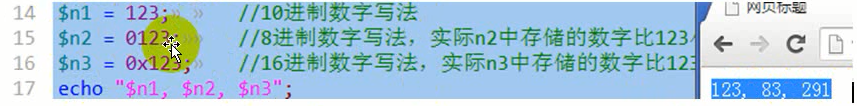 14 $n1 = 123; //10进制数字写法
15 $n2 = 0123; //8进制数字写法，实际n2中存储的数字比123
16 $n3 = 0x123; //16进制数字写法，实际n3中存储的数字比123
17 echo "$n1, $n2, $n3";
网页标题
123, 83, 291